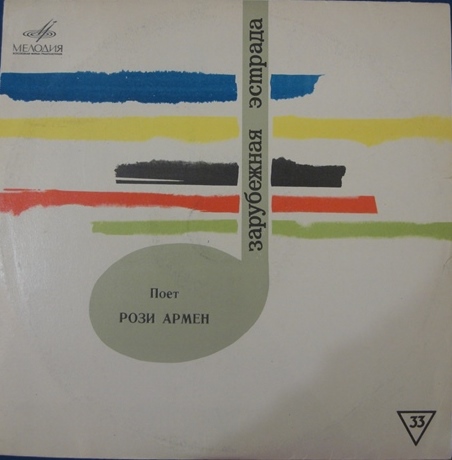 МЕЛОДИЯ
зарубежная эстрада
Поет
РОЗИ АРМЕН
33